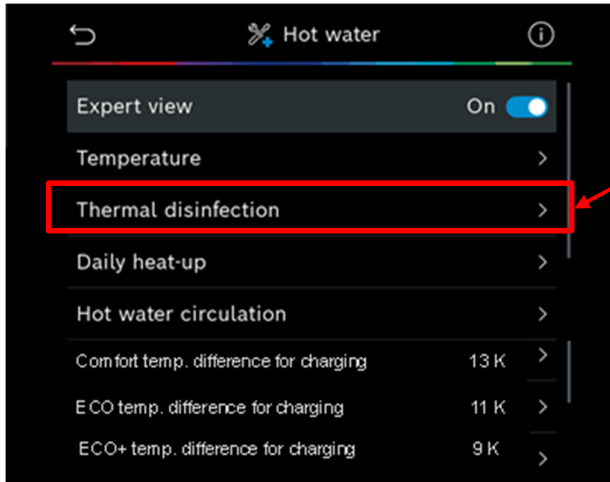 Hot water
Expert view On
Temperature
Thermal disinfection
Daily heat-up
Hot water circulation
Comfort temp. difference for charging 13 K
ECO temp. difference for charging 11 K
ECO+ temp. difference for charging 9 K